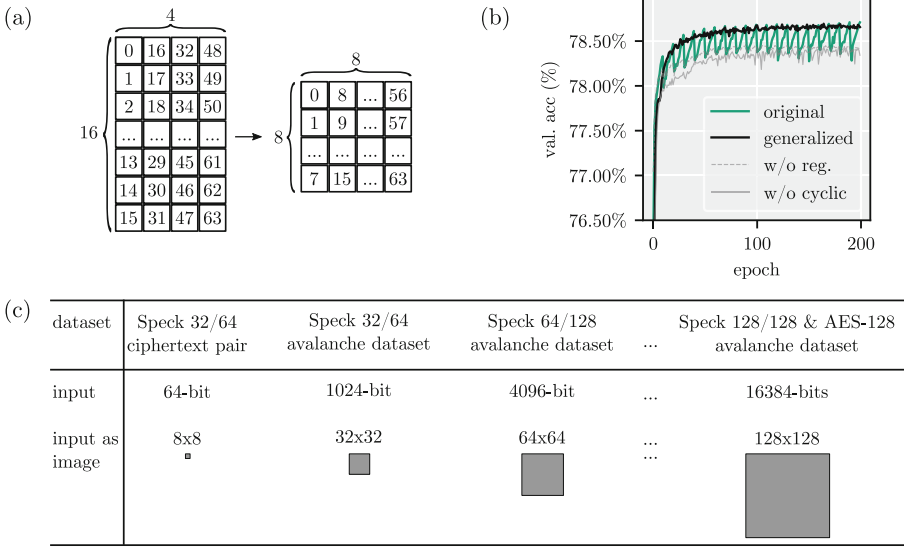 (a)
4
16
0 16 32 48
1 17 33 49
2 18 34 50
... ... ... ...
13 29 45 61
14 30 46 62
15 31 47 63
8
8
0 8 ... 56
1 9 ... 57
... ... ... ...
7 15 ... 63
(b)
val. acc (%)
78.50%
78.00%
77.50%
77.00%
76.50%
original
generalized
w/o reg.
w/o cyclic
0 100 200
epoch
(c)
dataset Speck 32/64 Speck 32/64 Speck 64/128 Speck 128/128 & AES-128
ciphertext pair avalanche dataset avalanche dataset ... avalanche dataset
input 64-bit 1024-bit 4096-bit ... 16384-bits
input as 8x8 32x32 64x64 ... 128x128
image ...